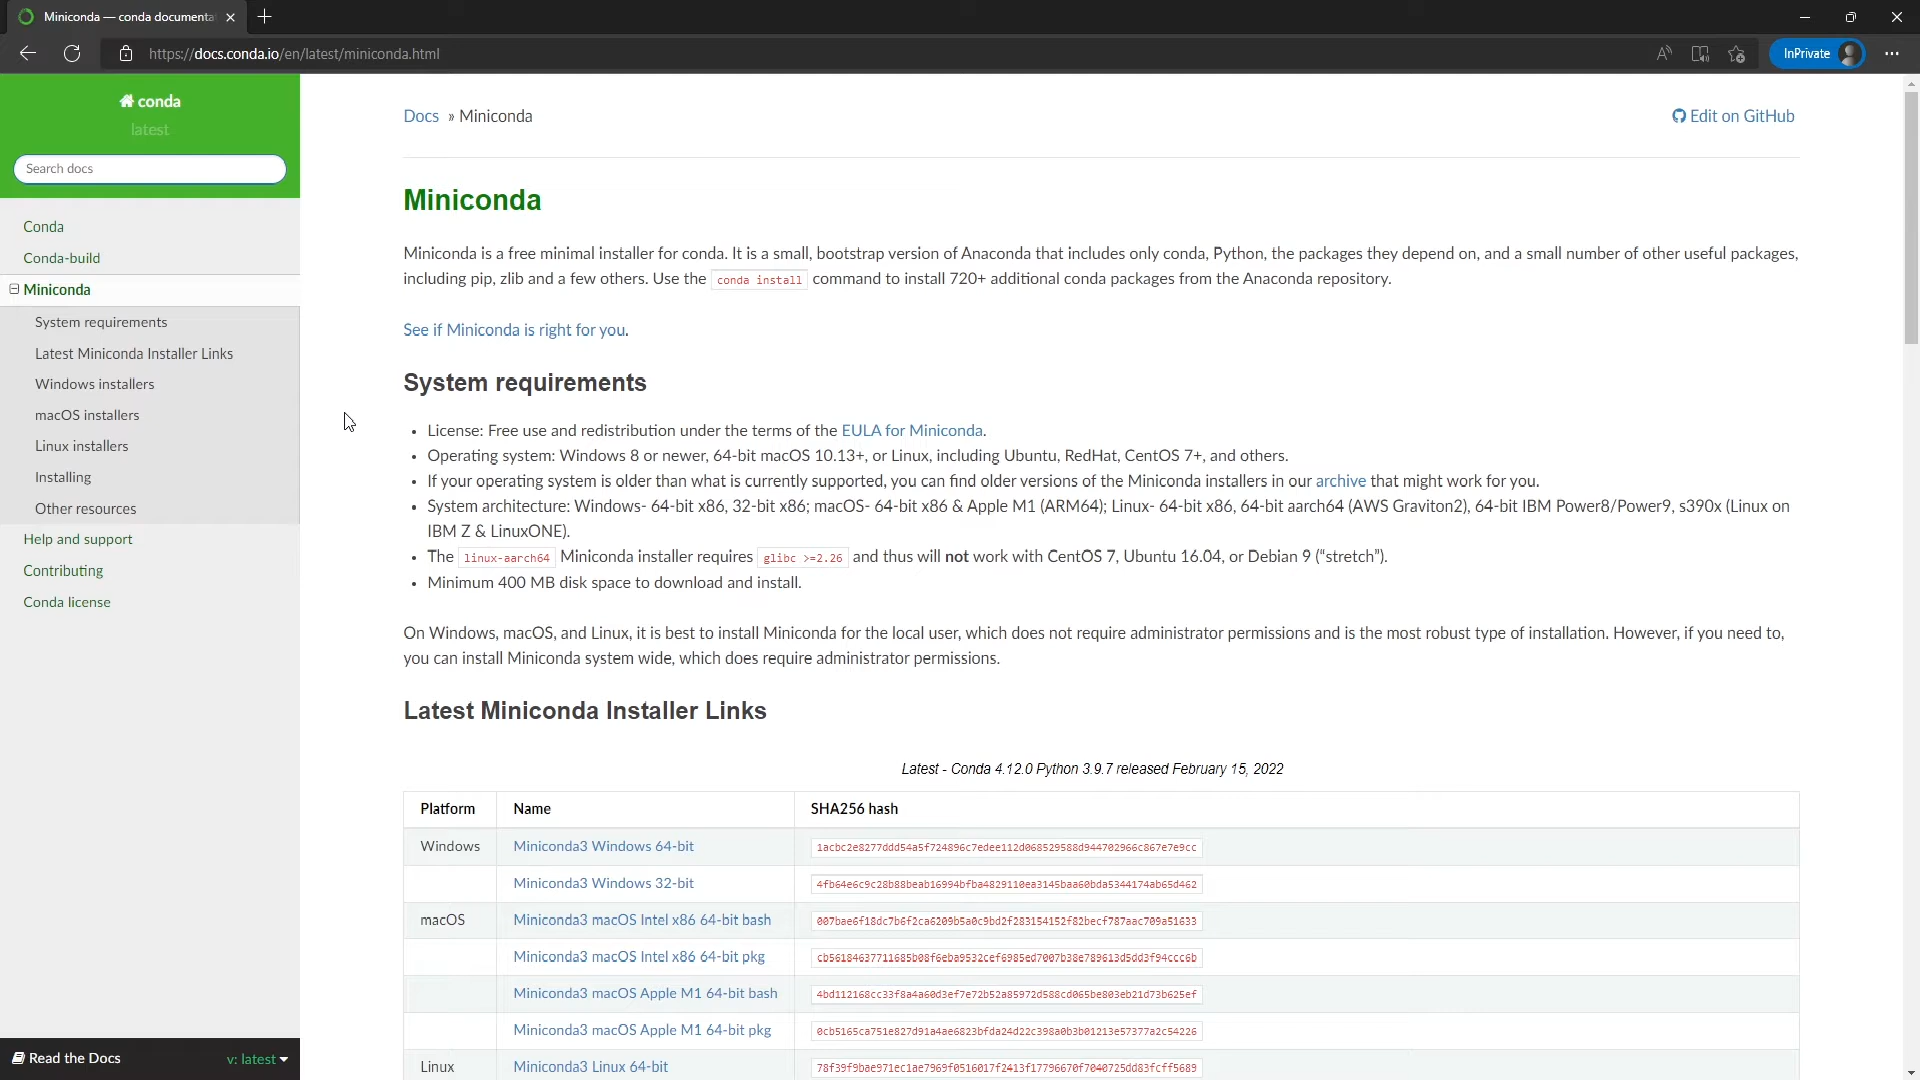 Miniconda — conda documenta
https://docs.conda.io/en/latest/miniconda.html
InPrivate
conda
latest
Search docs
Conda
Conda-build
Miniconda
System requirements
Latest Miniconda Installer Links
Windows installers
macOS installers
Linux installers
Installing
Other resources
Help and support
Contributing
Conda license
Read the Docs
v: latest
Docs » Miniconda
Edit on GitHub
Miniconda
Miniconda is a free minimal installer for conda. It is a small, bootstrap version of Anaconda that includes only conda, Python, the packages they depend on, and a small number of other useful packages,
including pip, zlib and a few others. Use the conda install command to install 720+ additional conda packages from the Anaconda repository.
See if Miniconda is right for you.
System requirements
• License: Free use and redistribution under the terms of the EULA for Miniconda.
• Operating system: Windows 8 or newer, 64-bit macOS 10.13+, or Linux, including Ubuntu, RedHat, CentOS 7+, and others.
• If your operating system is older than what is currently supported, you can find older versions of the Miniconda installers in our archive that might work for you.
• System architecture: Windows- 64-bit x86, 32-bit x86; macOS- 64-bit x86 & Apple M1 (ARM64); Linux- 64-bit x86, 64-bit aarch64 (AWS Graviton2), 64-bit IBM Power8/Power9, s390x (Linux on
IBM Z & LinuxONE).
• The linux-aarch64 Miniconda installer requires glibc >=2.26 and thus will not work with CentOS 7, Ubuntu 16.04, or Debian 9 (“stretch”).
• Minimum 400 MB disk space to download and install.
On Windows, macOS, and Linux, it is best to install Miniconda for the local user, which does not require administrator permissions and is the most robust type of installation. However, if you need to,
you can install Miniconda system wide, which does require administrator permissions.
Latest Miniconda Installer Links
Latest - Conda 4.12.0 Python 3.9.7 released February 15, 2022
Platform Name SHA256 hash
Windows Miniconda3 Windows 64-bit 1acbc2e8277ddd54a5f724896c7edee112d068529588d944702966c867e7e9cc
Miniconda3 Windows 32-bit 4fb64e6c9c28b88beab16994bfba4829110ea3145baa60bda5344174ab65d462
macOS Miniconda3 macOS Intel x86 64-bit bash 007bae6f18dc7b6f2ca6209b5a0c9bd2f283154152f82becf787aac709a51633
Miniconda3 macOS Intel x86 64-bit pkg cb56184637711685b08f6eba9532cef6985ed7007b38e789613d5dd3f94ccc6b
Miniconda3 macOS Apple M1 64-bit bash 4bd112168cc33f8a4a60d3ef7e72b52a85972d588cd065be803eb21d73b625ef
Miniconda3 macOS Apple M1 64-bit pkg 0cb5165ca751e827d91a4ae6823bfda24d22c398a0b3b01213e57377a2c54226
Linux Miniconda3 Linux 64-bit 78f39f9bae971ec1ae7969f0516017f2413f17796670f7040725dd83fcff5689